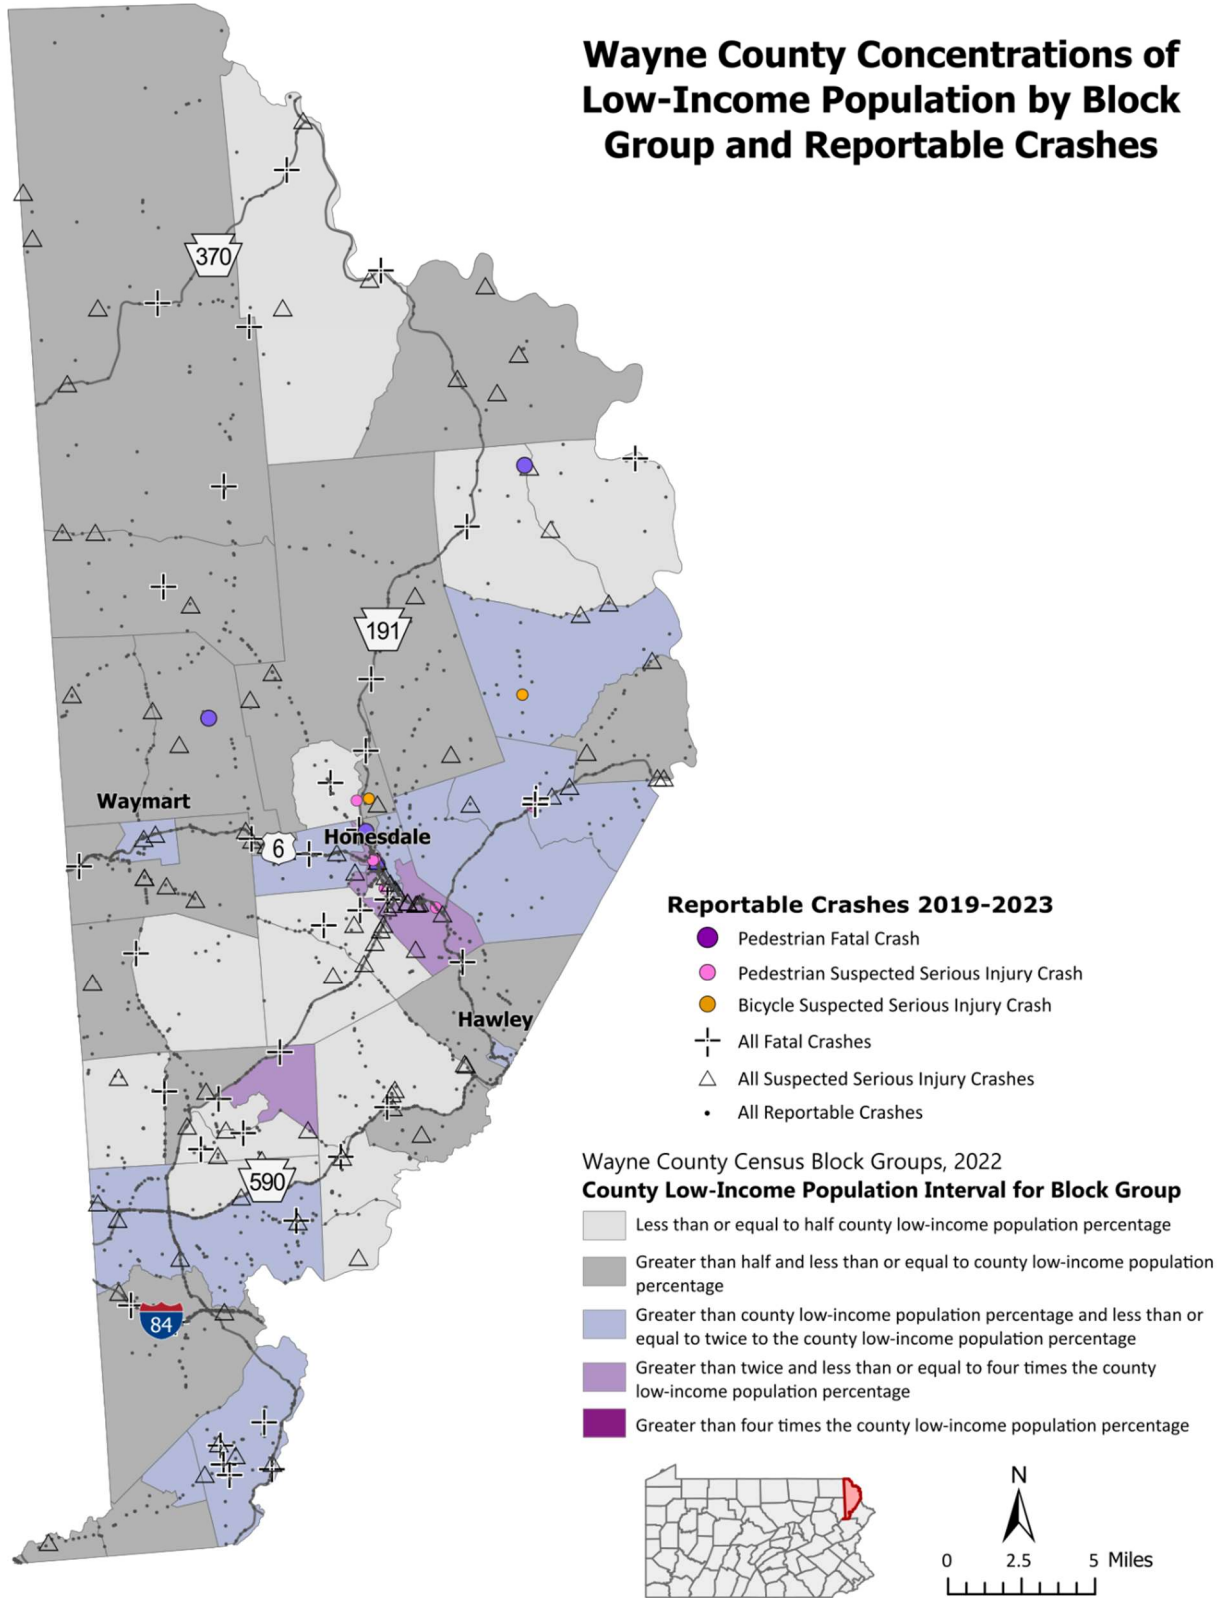 Wayne County Concentrations of
Low-Income Population by Block
Group and Reportable Crashes
370
191
Waymart
6
Honesdale
Hawley
590
84
Reportable Crashes 2019-2023
Pedestrian Fatal Crash
Pedestrian Suspected Serious Injury Crash
Bicycle Suspected Serious Injury Crash
All Fatal Crashes
All Suspected Serious Injury Crashes
All Reportable Crashes
Wayne County Census Block Groups, 2022
County Low-Income Population Interval for Block Group
Less than or equal to half county low-income population percentage
Greater than half and less than or equal to county low-income population
percentage
Greater than county low-income population percentage and less than or
equal to twice to the county low-income population percentage
Greater than twice and less than or equal to four times the county
low-income population percentage
Greater than four times the county low-income population percentage
N
0 2.5 5 Miles